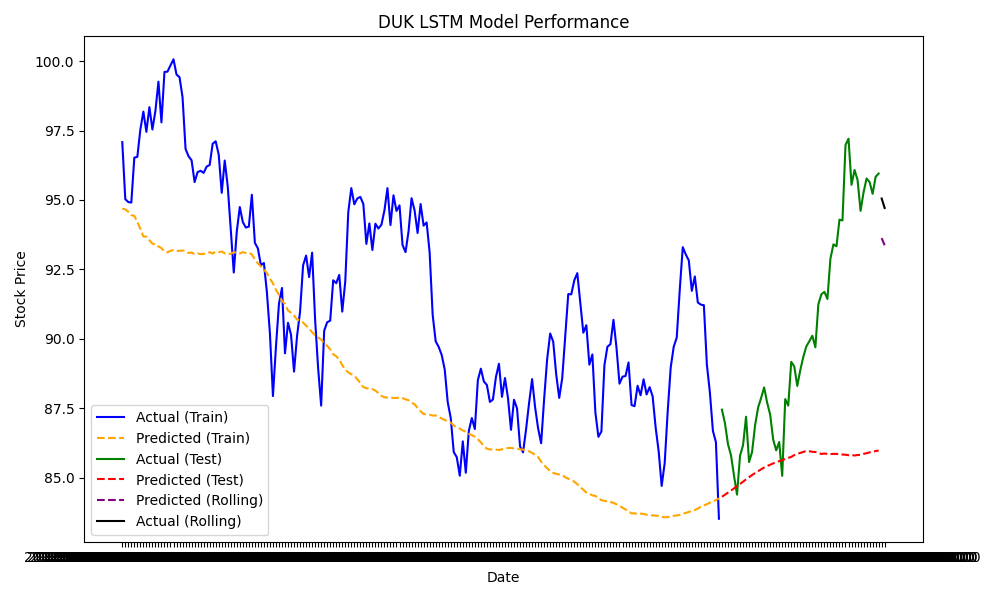 DUK LSTM Model Performance
Stock Price
100.0
97.5
95.0
92.5
90.0
87.5
85.0
Actual (Train)
Predicted (Train)
Actual (Test)
Predicted (Test)
Predicted (Rolling)
Actual (Rolling)
Date